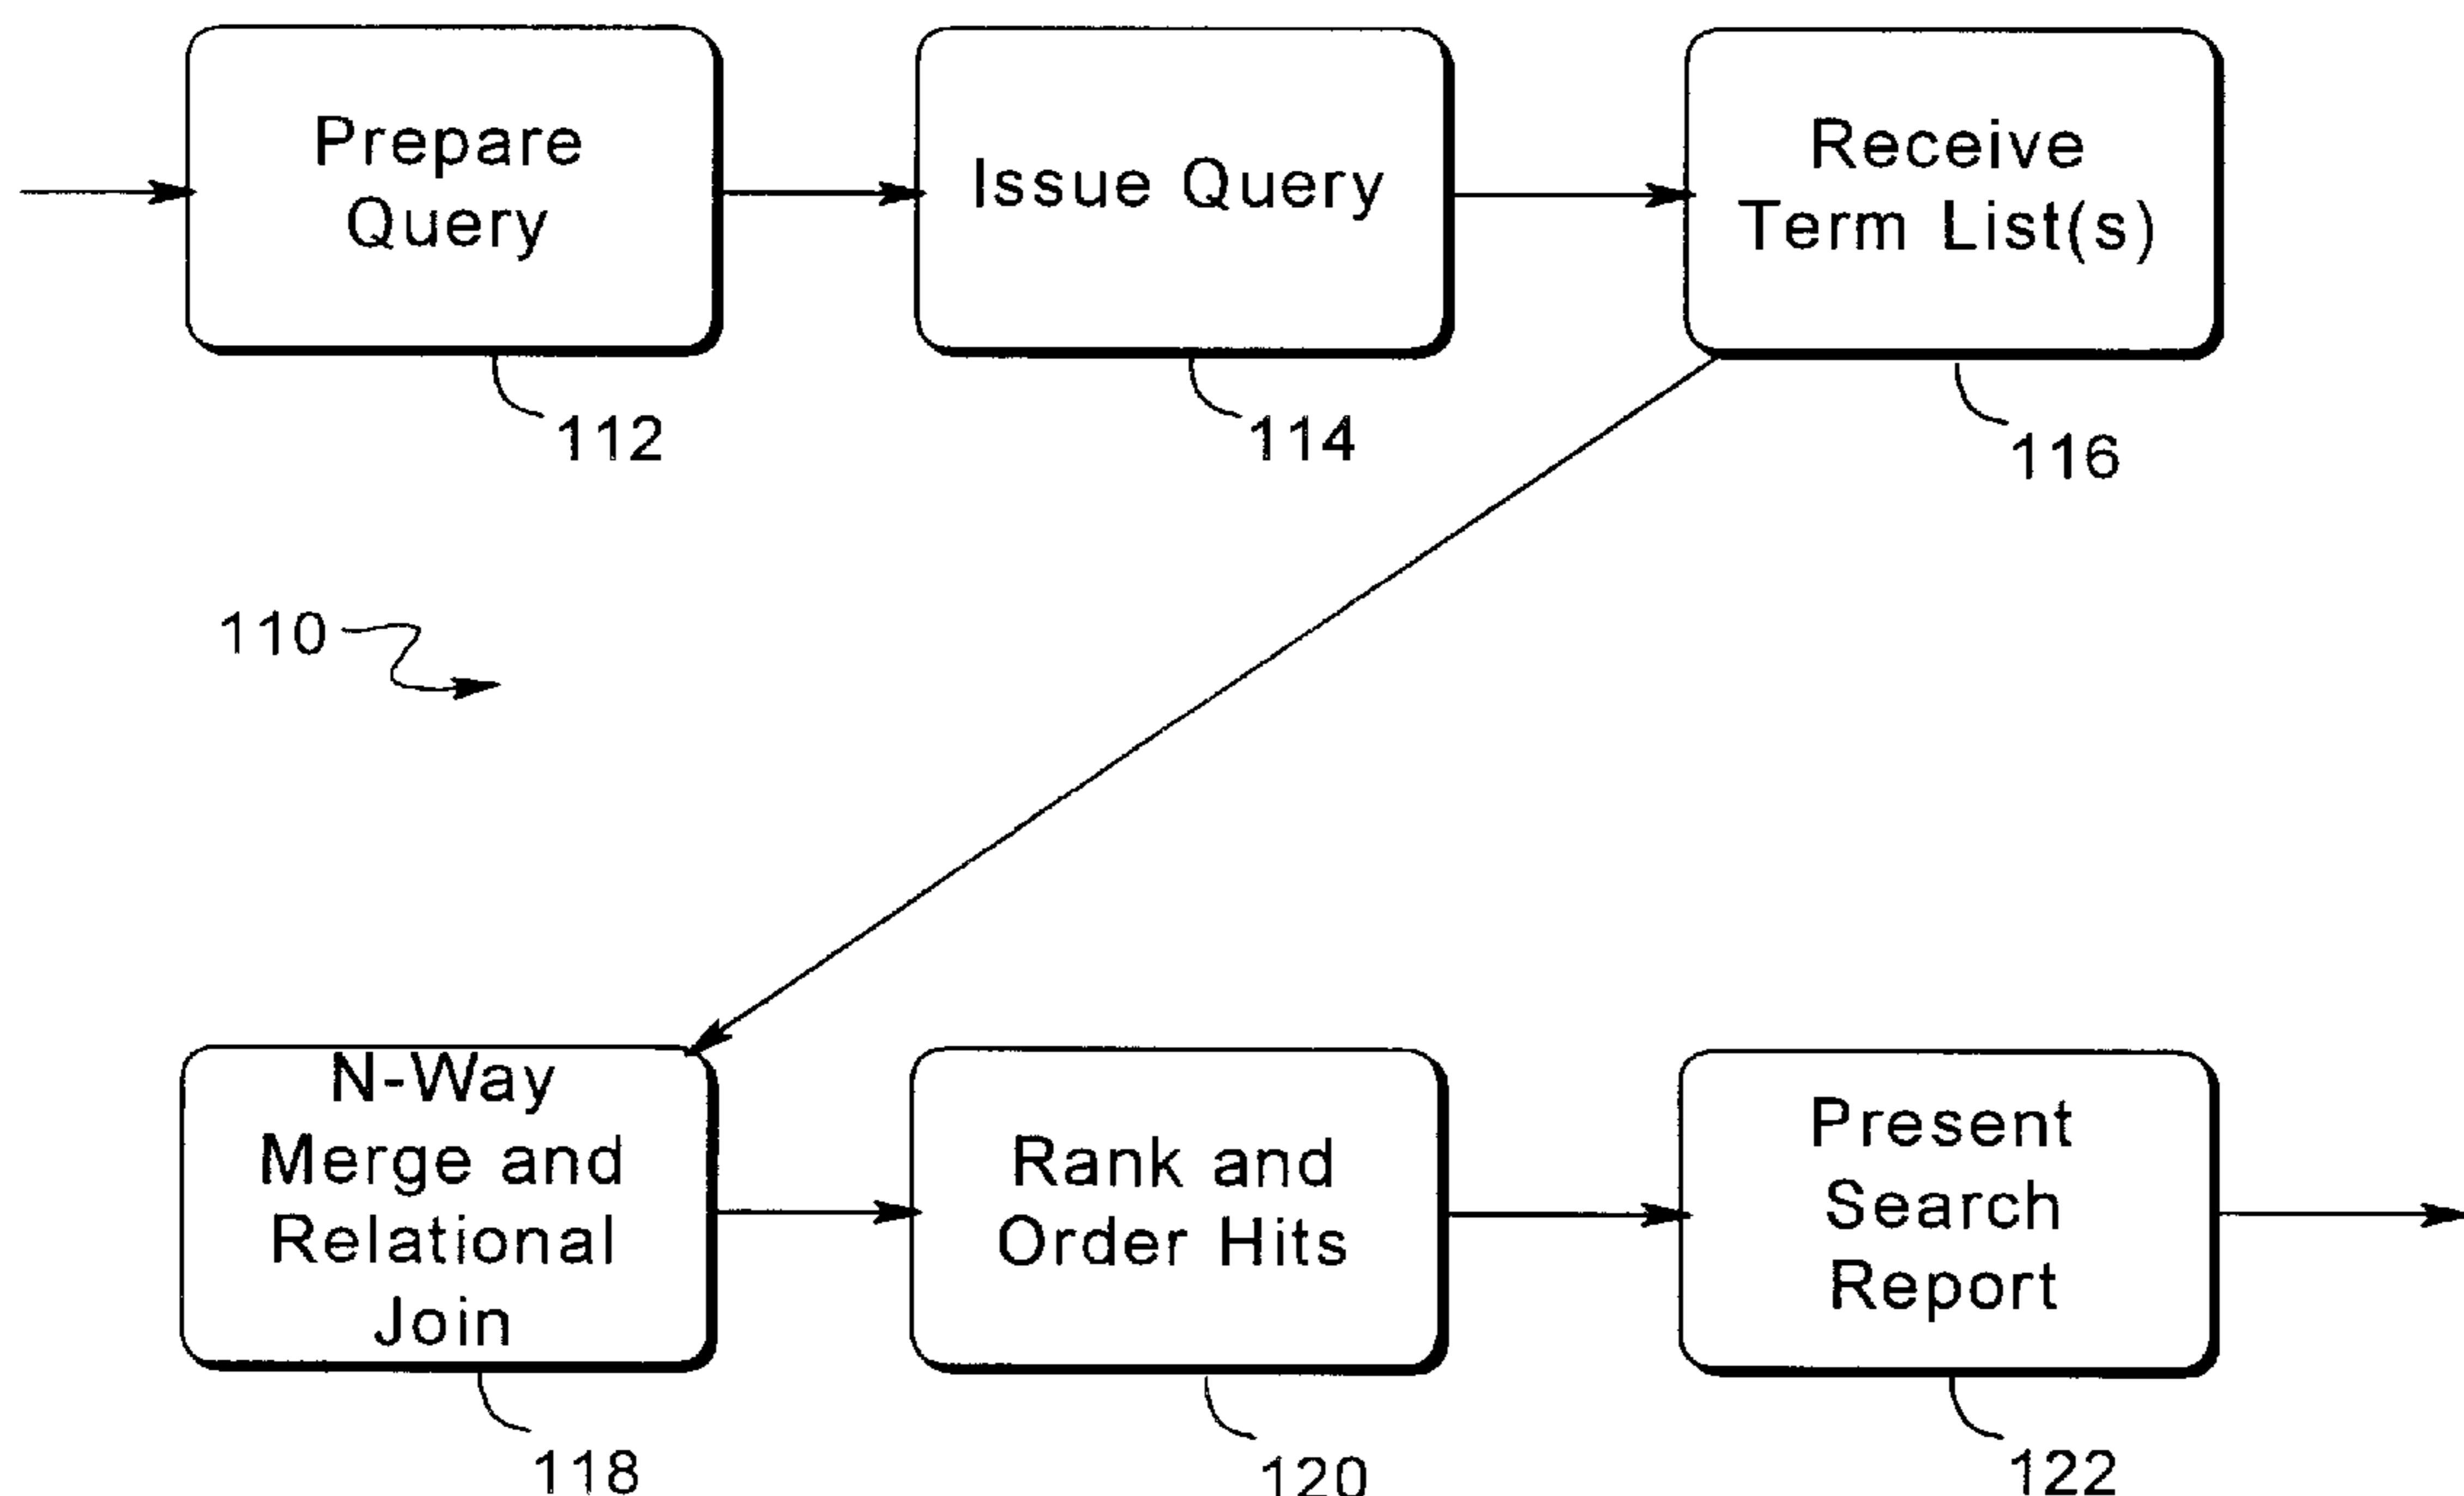 Prepare
Query
Issue Query
Receive
Term List(s)
112
114
116
110
N-Way
Merge and
Relational
Join
Rank and
Order Hits
Present
Search
Report
118
120
122